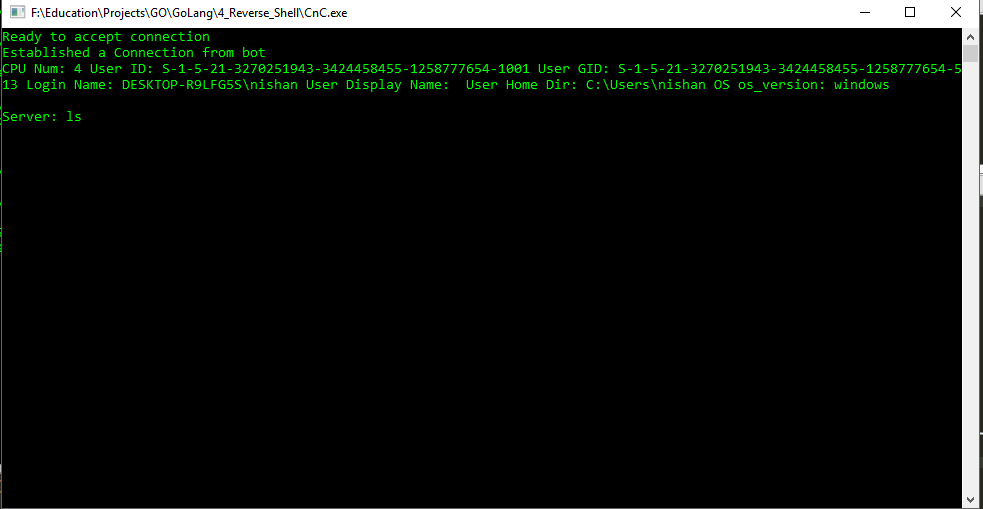 F:\Education\Projects\GO\GoLang\4_Reverse_Shell\CnC.exe
Ready to accept connection
Established a Connection from bot
CPU Num: 4 User ID: S-1-5-21-3270251943-3424458455-1258777654-1001 User GID: S-1-5-21-3270251943-3424458455-1258777654-5
13 Login Name: DESKTOP-R9LFG5S\nishan User Display Name:  User Home Dir: C:\Users\nishan OS os_version: windows
Server: ls